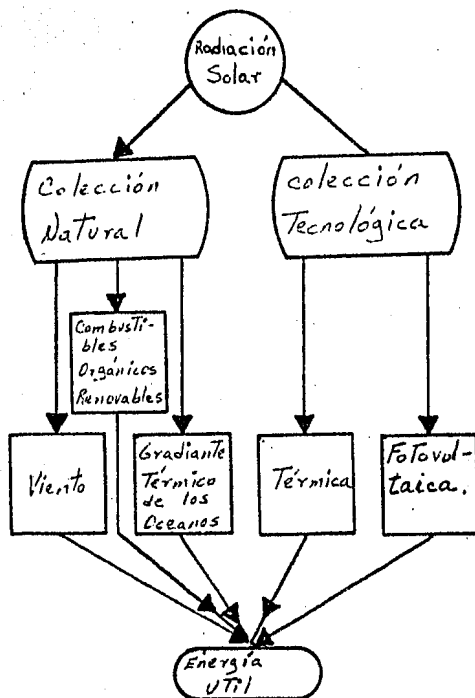 Radiación
Solar
Colección
Natural
colección
Tecnológica
Combusti-
bles
Orgánicos
Renovables
Viento
Gradiante
Térmico
de los
Oceanos
Térmica
Fotovol-
taica.
Energía
UTil